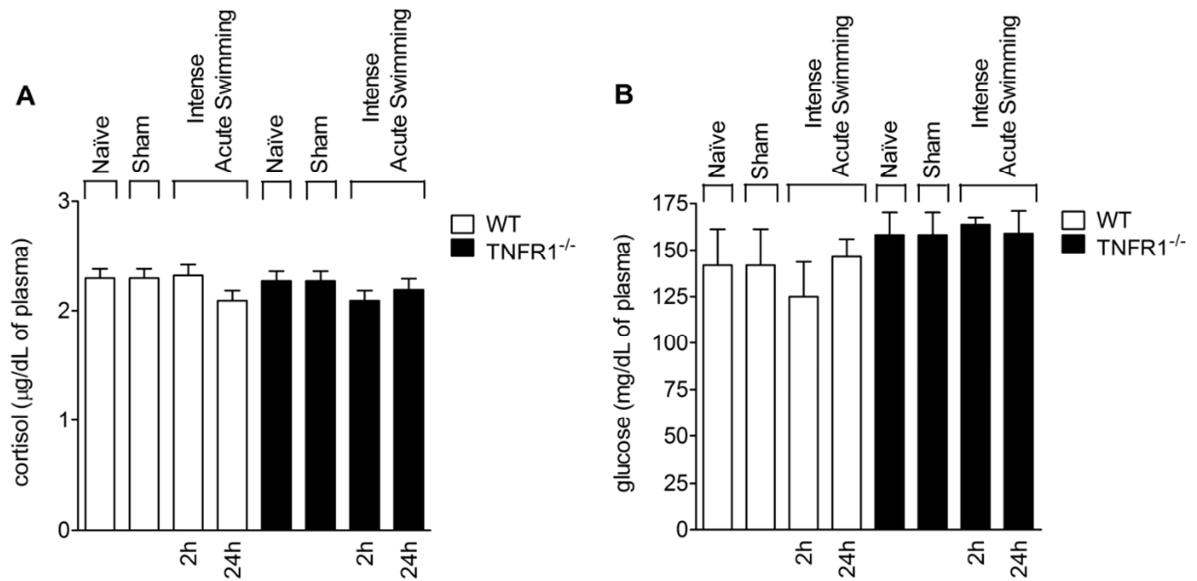 A
Naïve
Sham
Intense
Acute Swimming
Naïve
Sham
Intense
Acute Swimming
3
2
1
0
cortisol (µg/dL of plasma)
WT
TNFR1-/-
2h
24h
2h
24h
B
Naïve
Sham
Intense
Acute Swimming
Naïve
Sham
Intense
Acute Swimming
175
150
125
100
75
50
25
0
glucose (mg/dL of plasma)
WT
TNFR1-/-
2h
24h
2h
24h